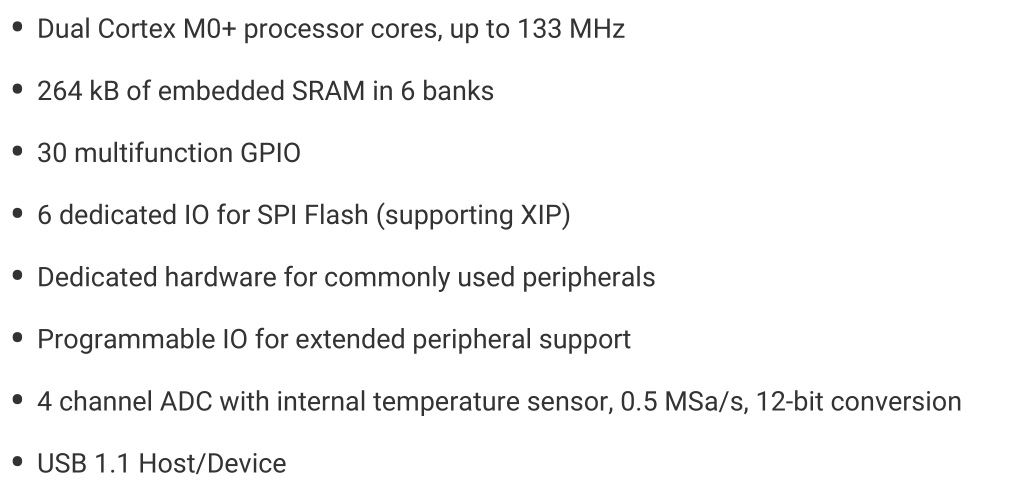 • Dual Cortex M0+ processor cores, up to 133 MHz
• 264 kB of embedded SRAM in 6 banks
• 30 multifunction GPIO
• 6 dedicated IO for SPI Flash (supporting XIP)
• Dedicated hardware for commonly used peripherals
• Programmable IO for extended peripheral support
• 4 channel ADC with internal temperature sensor, 0.5 MSa/s, 12-bit conversion
• USB 1.1 Host/Device